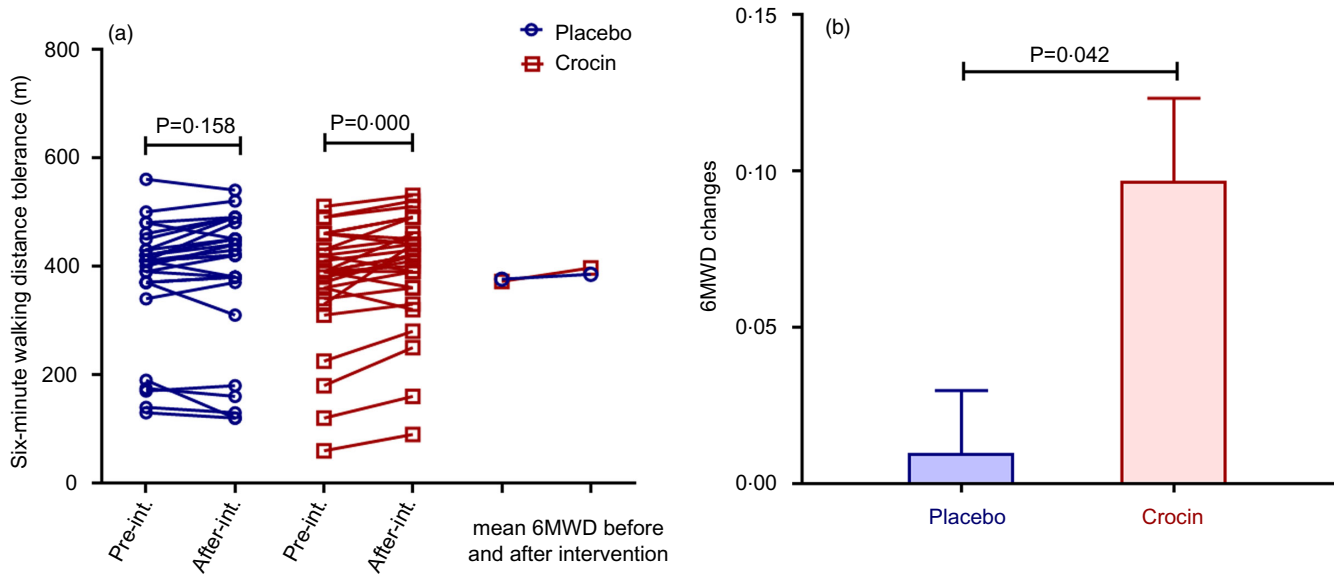 (a)
Placebo
Crocin
Six-minute walking distance tolerance (m)
800
600
400
200
0
P=0·158
P=0·000
Pre-int.
After-int.
Pre-int.
After-int.
mean 6MWD before
and after intervention
(b)
6MWD changes
0·15
0·10
0·05
0·00
P=0·042
Placebo
Crocin